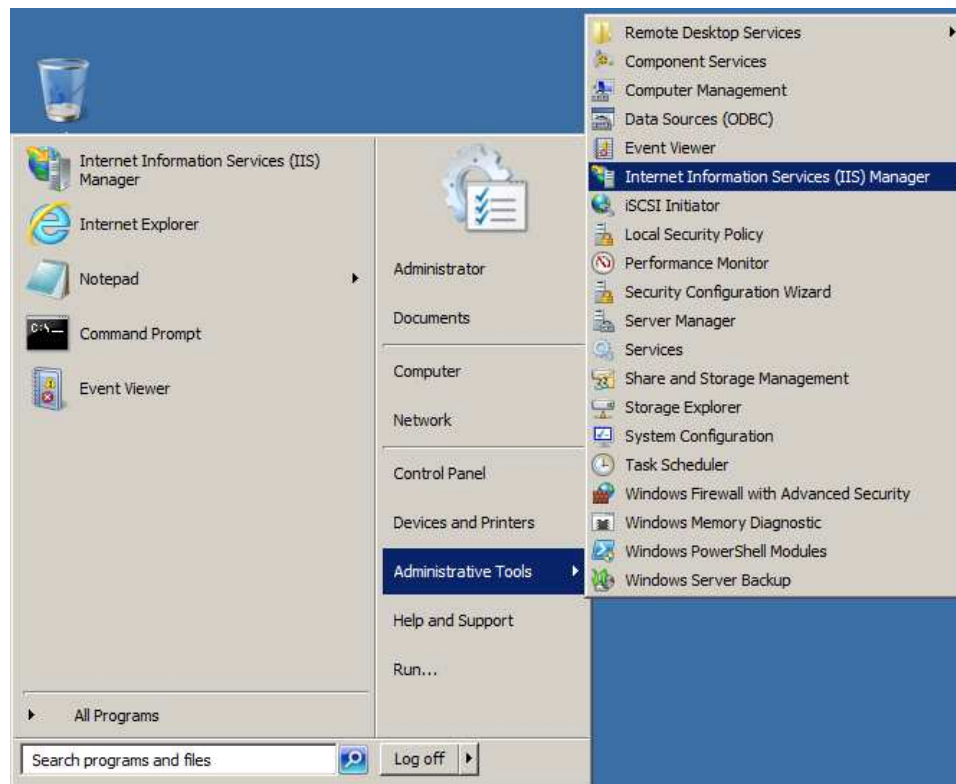 Internet Information Services (IIS)
Manager
Internet Explorer
Notepad
Command Prompt
Event Viewer
All Programs
Search programs and files
Administrator
Documents
Computer
Network
Control Panel
Devices and Printers
Administrative Tools
Help and Support
Run...
Log off
Remote Desktop Services
Component Services
Computer Management
Data Sources (ODBC)
Event Viewer
Internet Information Services (IIS) Manager
iSCSI Initiator
Local Security Policy
Performance Monitor
Security Configuration Wizard
Server Manager
Services
Share and Storage Management
Storage Explorer
System Configuration
Task Scheduler
Windows Firewall with Advanced Security
Windows Memory Diagnostic
Windows PowerShell Modules
Windows Server Backup